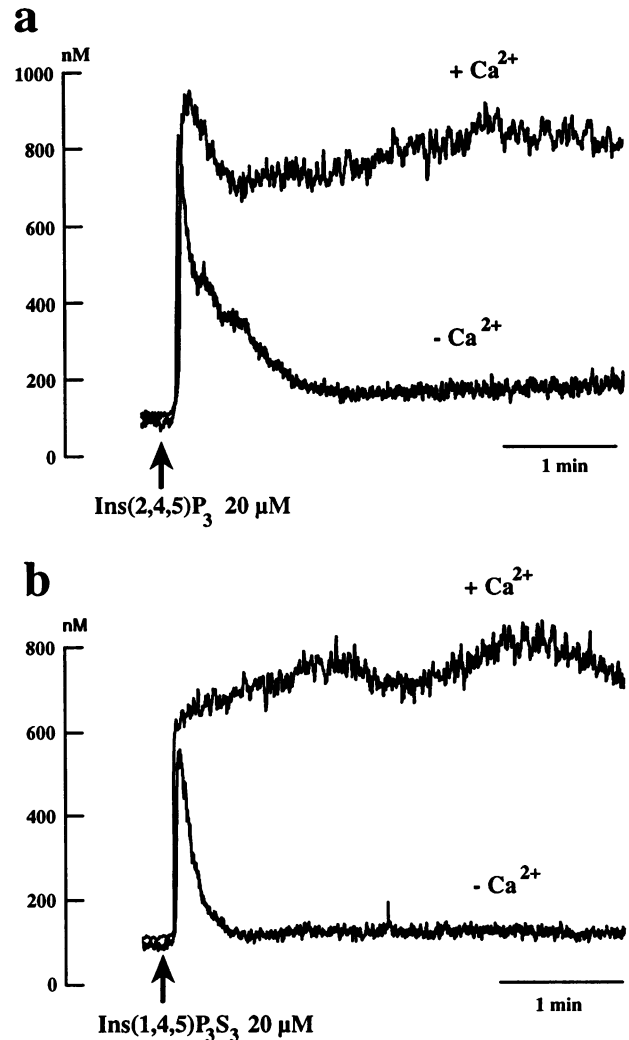 a
nM
1000
+ Ca2+
800
600
400
- Ca2+
200
0
1 min
Ins(2,4,5)P3 20 µM
b
nM
+ Ca2+
800
600
400
200
- Ca2+
0
1 min
Ins(1,4,5)P3S3 20 µM